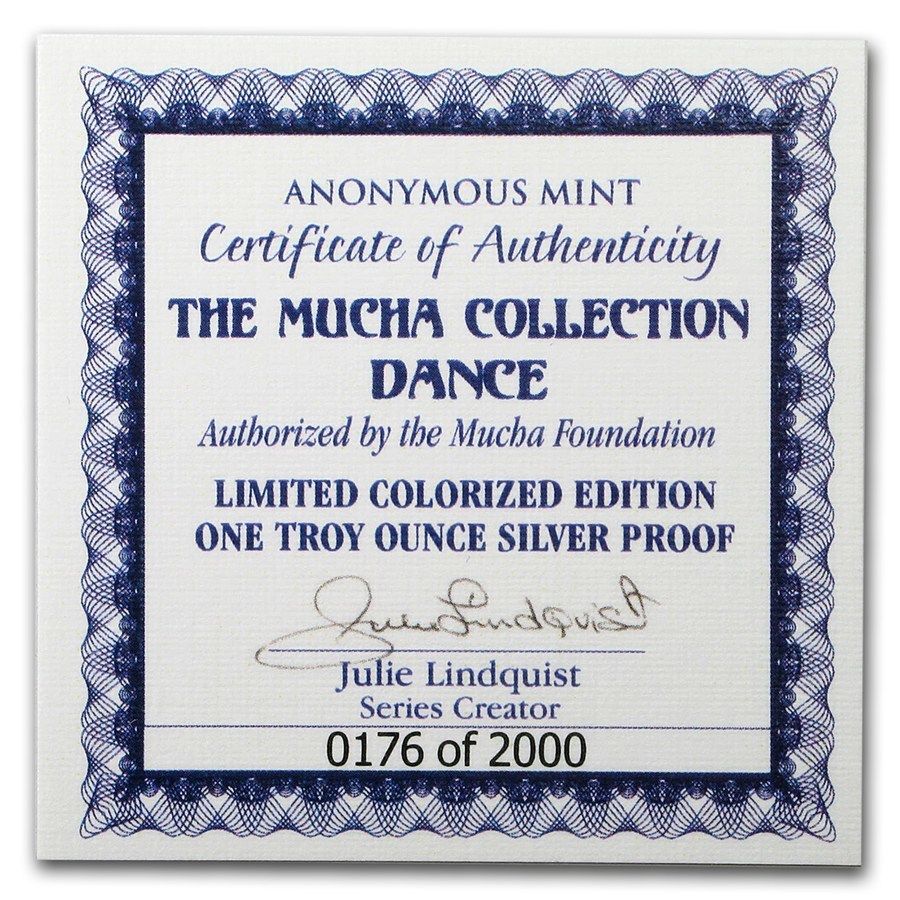 ANONYMOUS MINT
Certificate of Authenticity
THE MUCHA COLLECTION
DANCE
Authorized by the Mucha Foundation
LIMITED COLORIZED EDITION
ONE TROY OUNCE SILVER PROOF
Julie Lindquist
Julie Lindquist
Series Creator
0176 of 2000